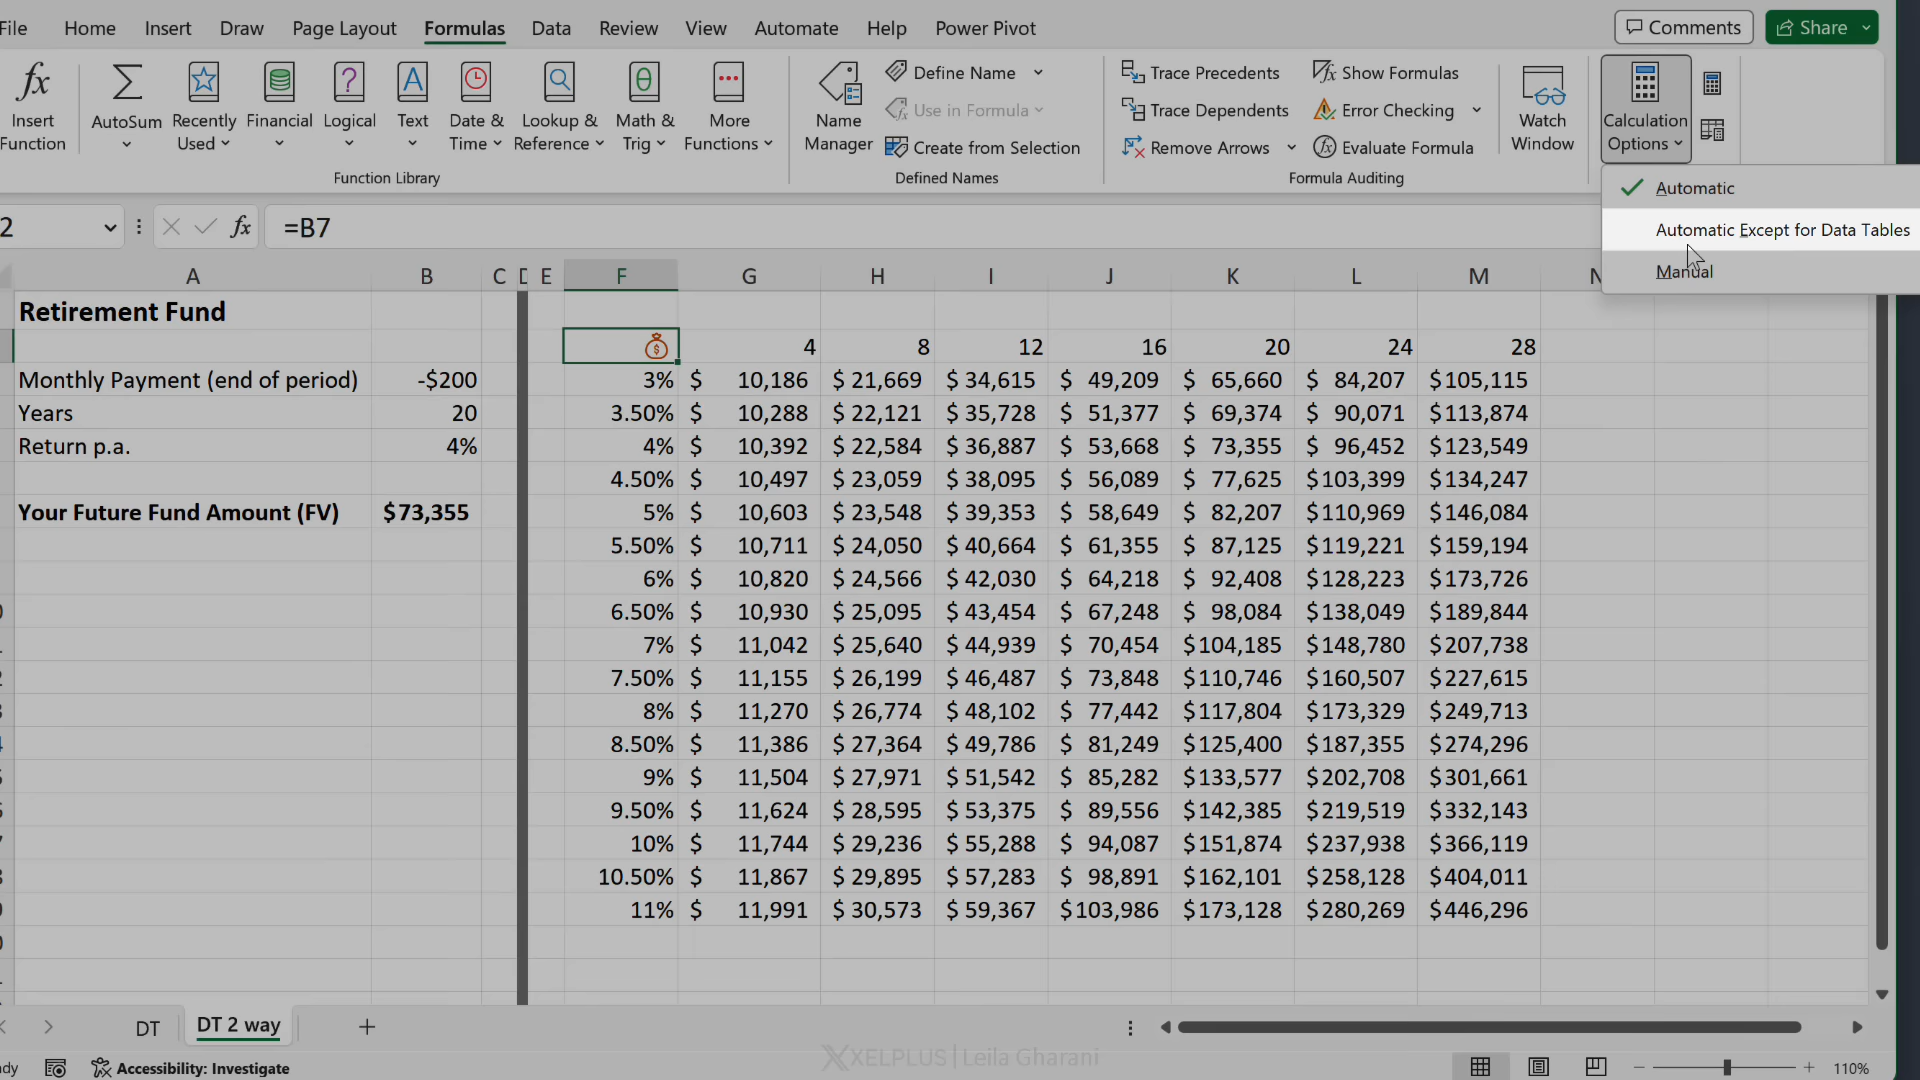 File Home Insert Draw Page Layout Formulas Data Review View Automate Help Power Pivot Comments Share
Insert Function
AutoSum
Recently Used
Financial
Logical
Text
Date & Time
Lookup & Reference
Math & Trig
More Functions
Function Library
Name Manager
Define Name
Use in Formula
Create from Selection
Defined Names
Trace Precedents
Trace Dependents
Remove Arrows
Show Formulas
Error Checking
Evaluate Formula
Formula Auditing
Watch Window
Calculation Options
Automatic
Automatic Except for Data Tables
Manual
2 fx =B7
A B C D E F G H I J K L M N
Retirement Fund
4 8 12 16 20 24 28
Monthly Payment (end of period) -$200 3% $ 10,186 $ 21,669 $ 34,615 $ 49,209 $ 65,660 $ 84,207 $105,115
Years 20 3.50% $ 10,288 $ 22,121 $ 35,728 $ 51,377 $ 69,374 $ 90,071 $113,874
Return p.a. 4% 4% $ 10,392 $ 22,584 $ 36,887 $ 53,668 $ 73,355 $ 96,452 $123,549
4.50% $ 10,497 $ 23,059 $ 38,095 $ 56,089 $ 77,625 $103,399 $134,247
Your Future Fund Amount (FV) $73,355 5% $ 10,603 $ 23,548 $ 39,353 $ 58,649 $ 82,207 $110,969 $146,084
5.50% $ 10,711 $ 24,050 $ 40,664 $ 61,355 $ 87,125 $119,221 $159,194
6% $ 10,820 $ 24,566 $ 42,030 $ 64,218 $ 92,408 $128,223 $173,726
6.50% $ 10,930 $ 25,095 $ 43,454 $ 67,248 $ 98,084 $138,049 $189,844
7% $ 11,042 $ 25,640 $ 44,939 $ 70,454 $104,185 $148,780 $207,738
7.50% $ 11,155 $ 26,199 $ 46,487 $ 73,848 $110,746 $160,507 $227,615
8% $ 11,270 $ 26,774 $ 48,102 $ 77,442 $117,804 $173,329 $249,713
8.50% $ 11,386 $ 27,364 $ 49,786 $ 81,249 $125,400 $187,355 $274,296
9% $ 11,504 $ 27,971 $ 51,542 $ 85,282 $133,577 $202,708 $301,661
9.50% $ 11,624 $ 28,595 $ 53,375 $ 89,556 $142,385 $219,519 $332,143
10% $ 11,744 $ 29,236 $ 55,288 $ 94,087 $151,874 $237,938 $366,119
10.50% $ 11,867 $ 29,895 $ 57,283 $ 98,891 $162,101 $258,128 $404,011
11% $ 11,991 $ 30,573 $ 59,367 $103,986 $173,128 $280,269 $446,296
DT DT 2 way
XELPLUS | Leila Gharani
Accessibility: Investigate 110%